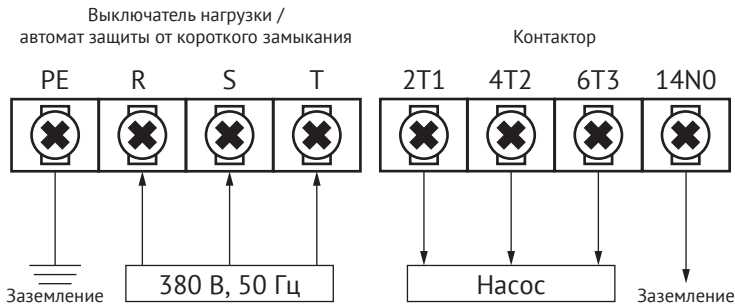 Выключатель нагрузки /
автомат защиты от короткого замыкания
Контактор
PE R S T 2T1 4T2 6T3 14N0
380 В, 50 Гц Насос
Заземление Заземление